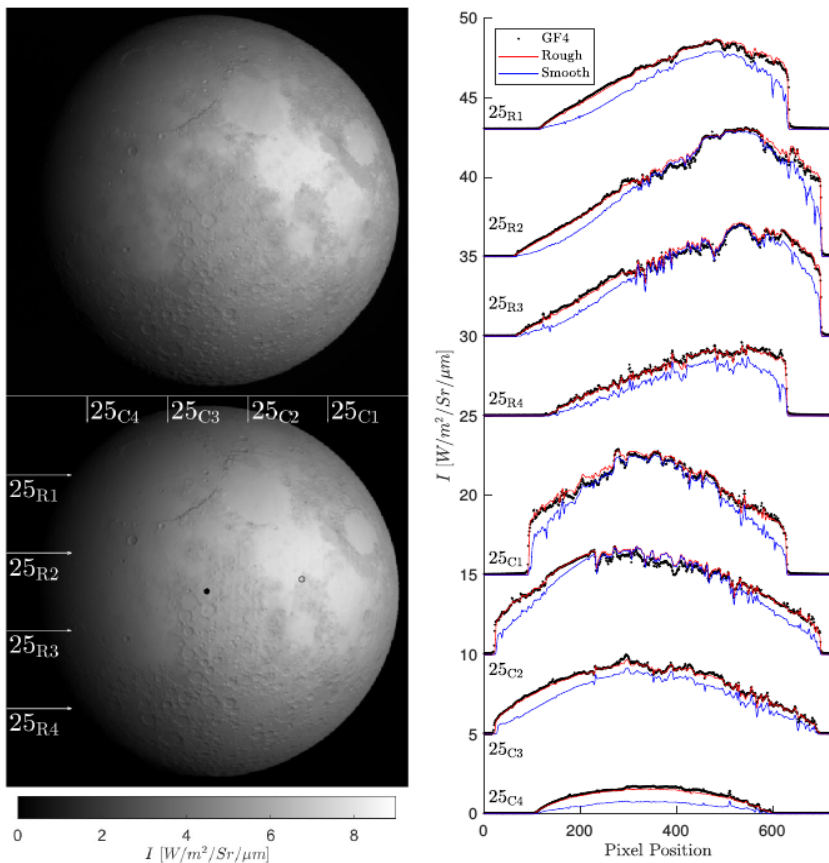 25C4 25C3 25C2 25C1
25R1
25R2
25R3
25R4
0 2 4 6 8
I [W/m²/Sr/μm]
GF4
Rough
Smooth
50
45
40
35
30
25
20
15
10
5
0
I [W/m²/Sr/μm]
25R1
25R2
25R3
25R4
25C1
25C2
25C3
25C4
0 200 400 600
Pixel Position